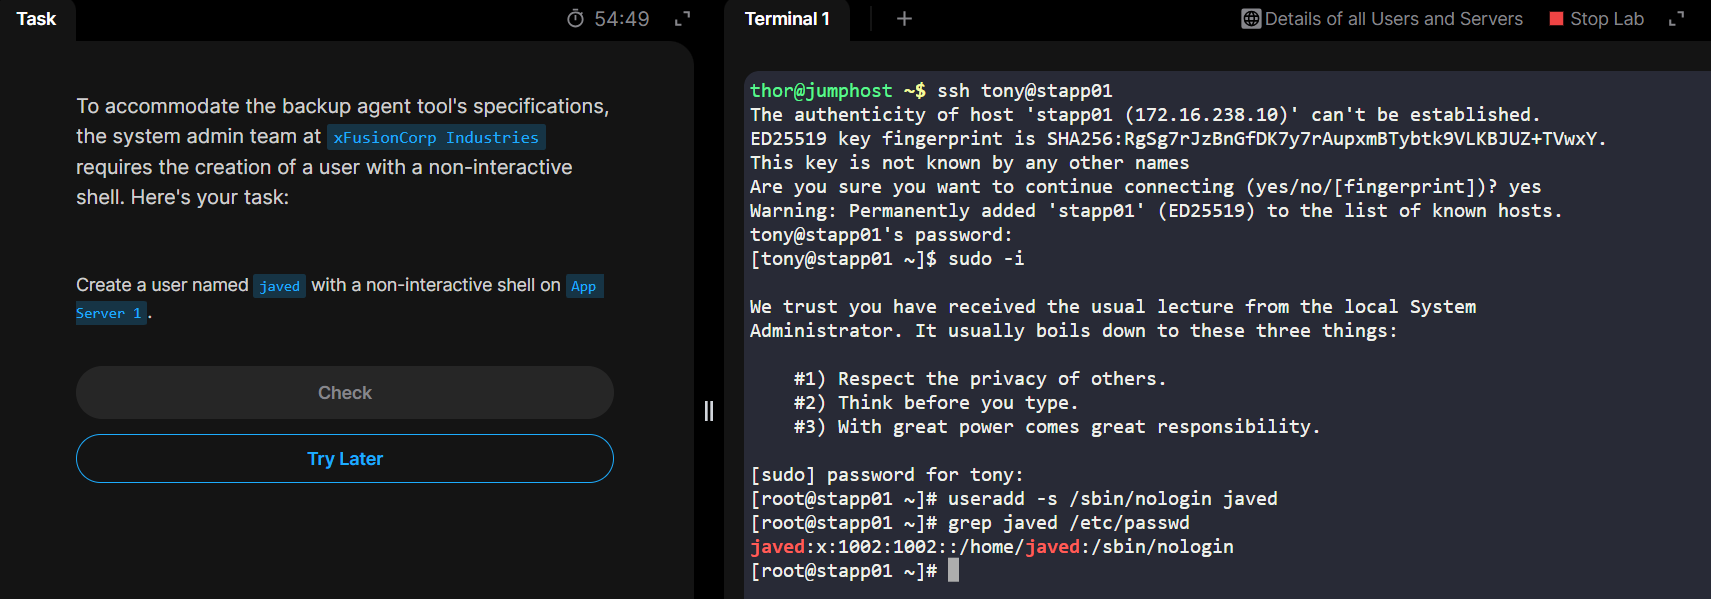 Task
54:49
To accommodate the backup agent tool's specifications,
the system admin team at xFusionCorp Industries
requires the creation of a user with a non-interactive
shell. Here's your task:
Create a user named javed with a non-interactive shell on App
Server 1.
Check
Try Later
Terminal 1
+
Details of all Users and Servers
Stop Lab
thor@jumphost ~$ ssh tony@stapp01
The authenticity of host 'stapp01 (172.16.238.10)' can't be established.
ED25519 key fingerprint is SHA256:RgSg7rJzBnGfDK7y7rAupxmBTybtk9VLKBJUZ+TVwxY.
This key is not known by any other names
Are you sure you want to continue connecting (yes/no/[fingerprint])? yes
Warning: Permanently added 'stapp01' (ED25519) to the list of known hosts.
tony@stapp01's password:
[tony@stapp01 ~]$ sudo -i
We trust you have received the usual lecture from the local System
Administrator. It usually boils down to these three things:
#1) Respect the privacy of others.
#2) Think before you type.
#3) With great power comes great responsibility.
[sudo] password for tony:
[root@stapp01 ~]# useradd -s /sbin/nologin javed
[root@stapp01 ~]# grep javed /etc/passwd
javed:x:1002:1002::/home/javed:/sbin/nologin
[root@stapp01 ~]#